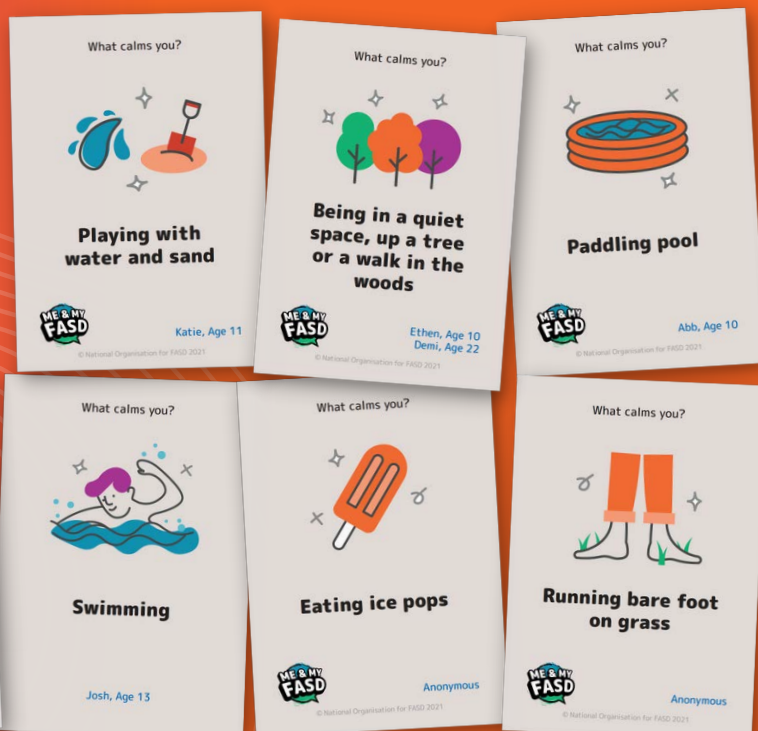 What calms you?
Playing with
water and sand
ME & MY
FASD
Katie, Age 11
© National Organisation for FASD 2021
What calms you?
Being in a quiet
space, up a tree
or a walk in the
woods
ME & MY
FASD
Ethen, Age 10
Demi, Age 22
© National Organisation for FASD 2021
What calms you?
Paddling pool
ME & MY
FASD
Abb, Age 10
© National Organisation for FASD 2021
What calms you?
Swimming
Josh, Age 13
What calms you?
Eating ice pops
ME & MY
FASD
Anonymous
© National Organisation for FASD 2021
What calms you?
Running bare foot
on grass
ME & MY
FASD
Anonymous
© National Organisation for FASD 2021